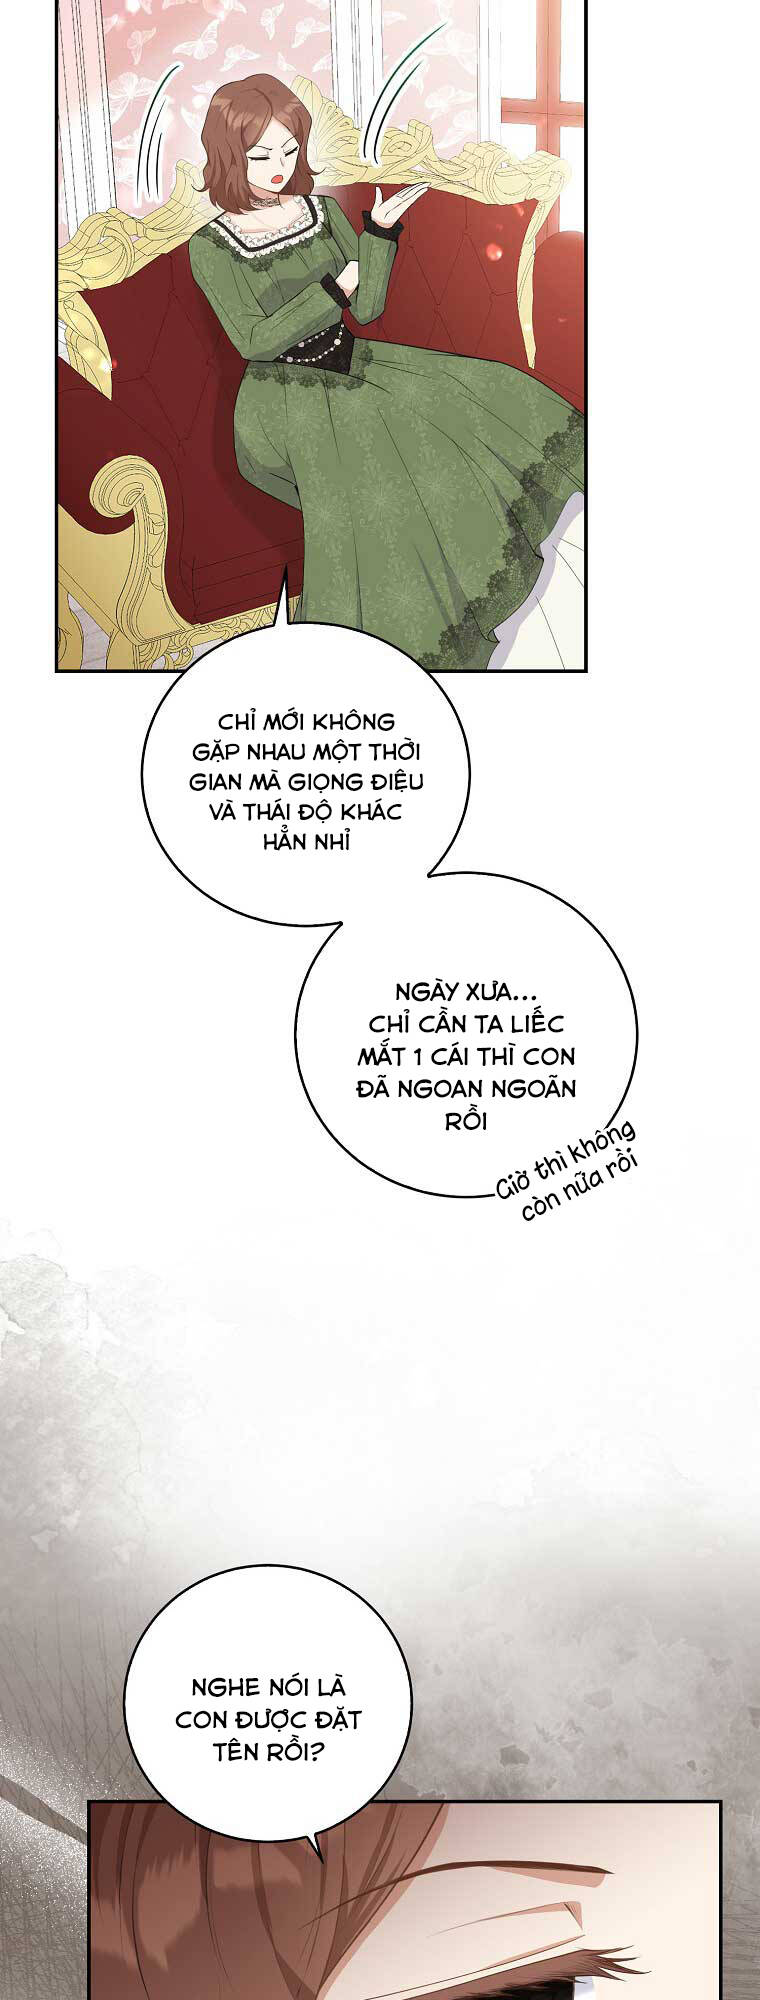 CHỈ MỚI KHÔNG
GẶP NHAU MỘT THỜI
GIAN MÀ GIỌNG ĐIỆU
VÀ THÁI ĐỘ KHÁC
HẲN NHỈ
NGÀY XƯA...
CHỈ CẦN TA LIẾC
MẮT 1 CÁI THÌ CON
ĐÃ NGOAN NGOÃN
RỒI
Giờ thì không
còn nữa rồi
NGHE NÓI LÀ
CON ĐƯỢC ĐẶT
TÊN RỒI?